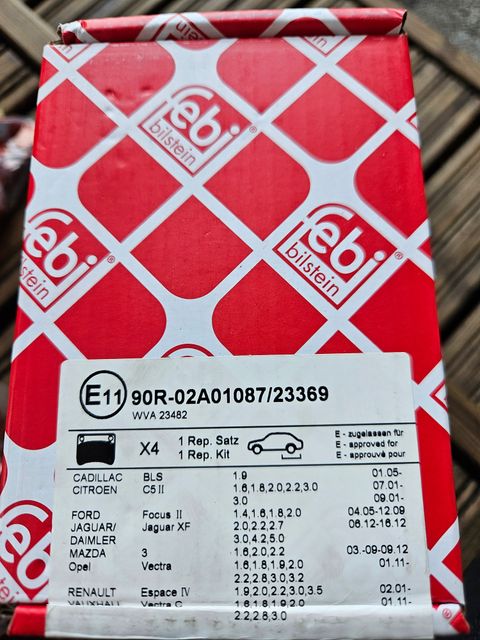 febi
bilstein
febi
bilstein
febi
bilstein
E11 90R-02A01087/23369
WVA 23482
X4 1 Rep. Satz E - zugelassen für
1 Rep. Kit E - approved for
E - approuvé pour
CADILLAC BLS 1.9 01.05-
CITROEN C5 II 1.6,1.8,2.0,2.2,3.0 07.01-
3.0 09.01-
FORD Focus II 1.4,1.6,1.8,2.0 04.05-12.09
JAGUAR/ Jaguar XF 2.0,2.2,2.7 06.12-16.12
DAIMLER 3.0,4.2,5.0
MAZDA 3 1.6,2.0,2.2 03.-09-09.12
Opel Vectra 1.6,1.8,1.9,2.0 01.11-
2.2,2.8,3.0,3.2
RENAULT Espace IV 1.9,2.0,2.2,3.0,3.5 02.01-
VAUXHALL Vectra C 1.6,1.8,1.9,2.0 01.11-
2.2,2.8,3.0